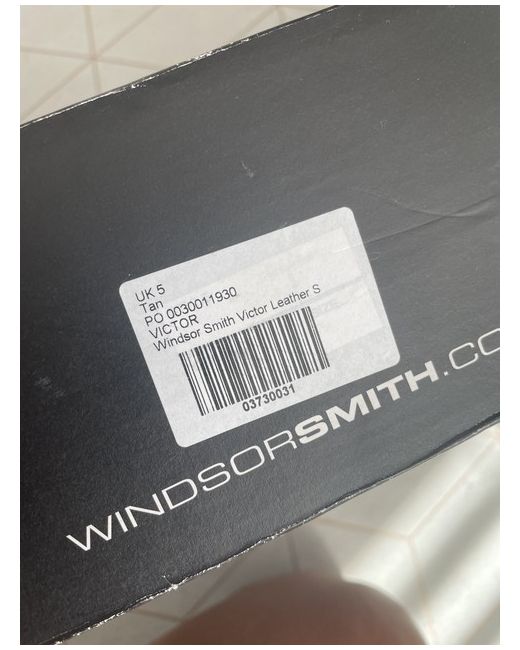 UK 5
Tan
PO 0030011930
VICTOR
Windsor Smith Victor Leather S
03730031
WINDSORSMITH.CO